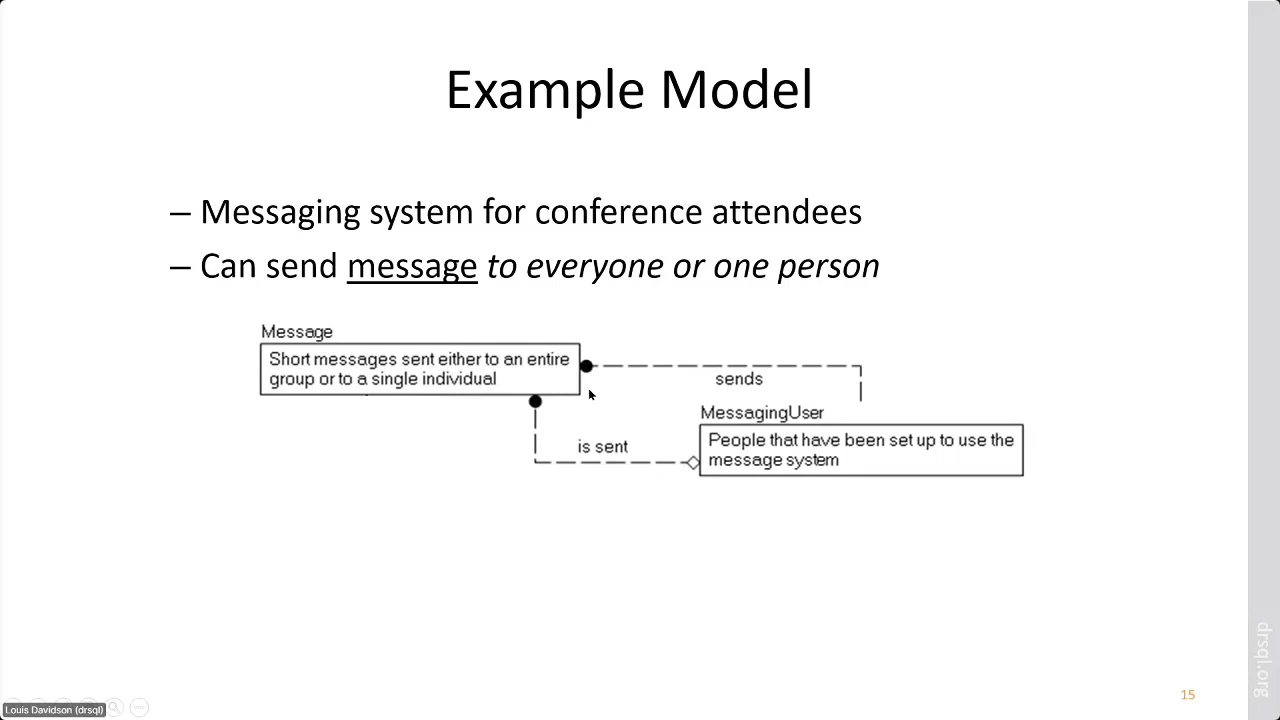 Example Model
– Messaging system for conference attendees
– Can send message to everyone or one person
Message
Short messages sent either to an entire
group or to a single individual
sends
MessagingUser
People that have been set up to use the
message system
is sent
drsql.org
15
Louis Davidson (drsql)